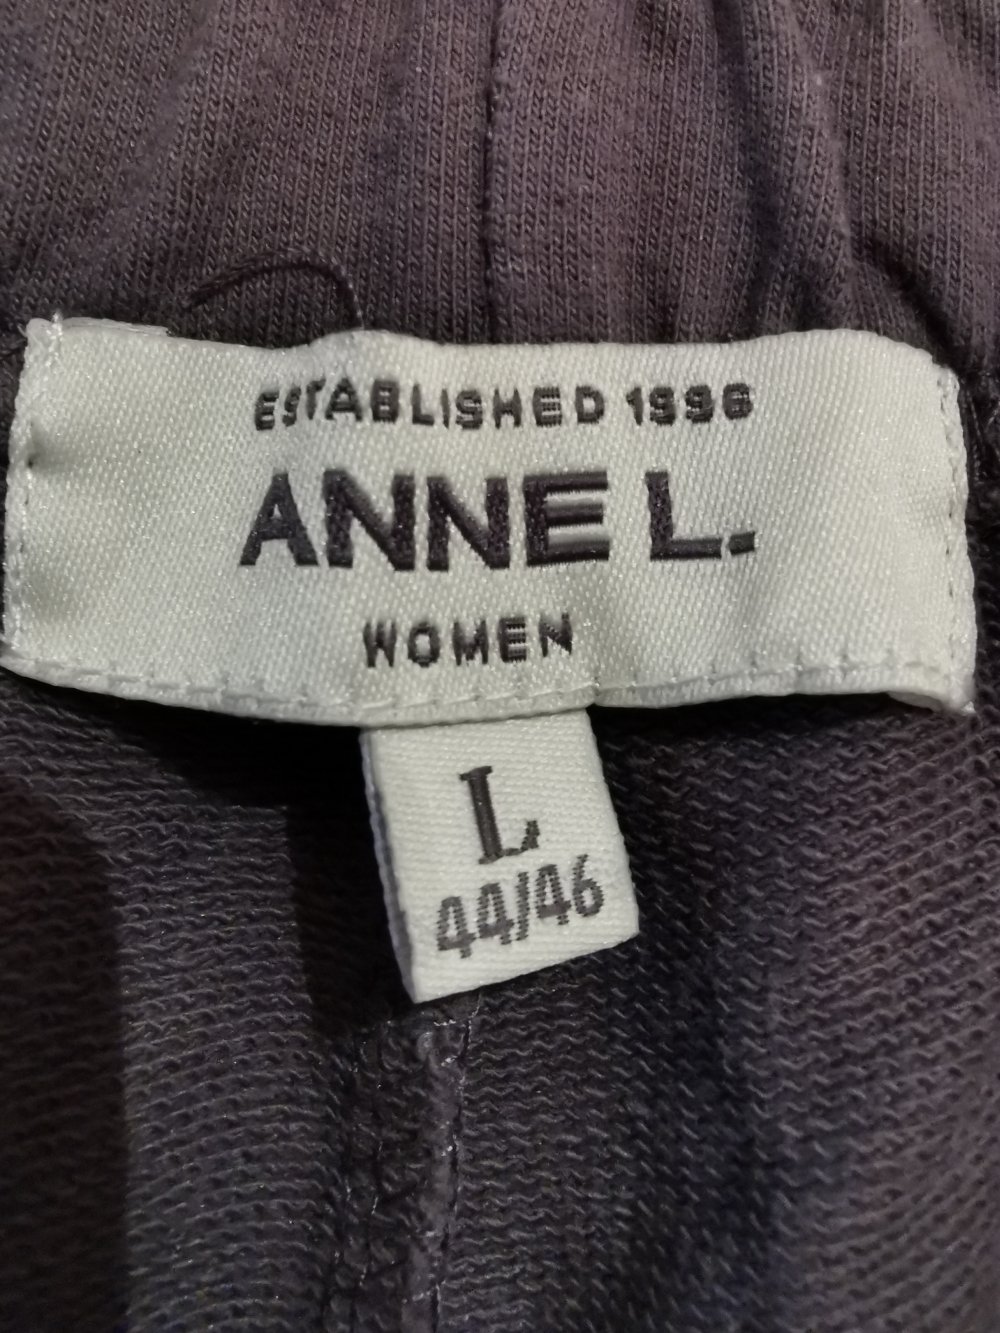 ESTABLISHED 1996
ANNE L.
WOMEN
L
44/46